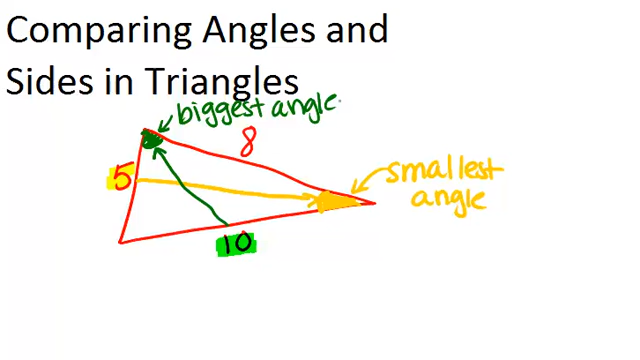 Comparing Angles and
Sides in Triangles
biggest angle
8
5
smallest
angle
10